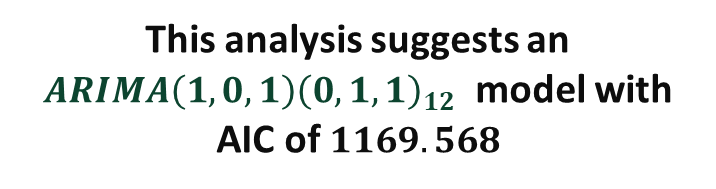 This analysis suggests an
ARIMA(1, 0, 1)(0, 1, 1)₁₂ model with
AIC of 1169.568